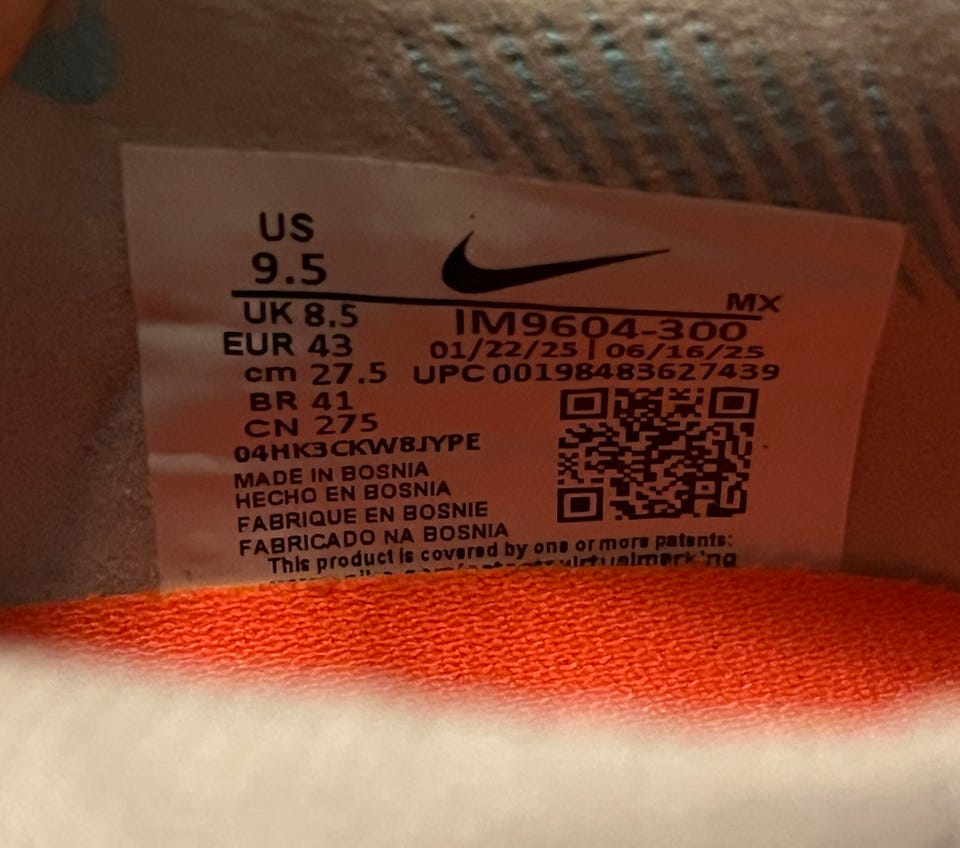 US
9.5
UK 8.5
EUR 43
cm 27.5
BR 41
CN 275
04HK3CKW8JYPE
MX
IM9604-300
01/22/25 | 06/16/25
UPC 00198483627439
MADE IN BOSNIA
HECHO EN BOSNIA
FABRIQUE EN BOSNIE
FABRICADO NA BOSNIA
This product is covered by one or more patents: